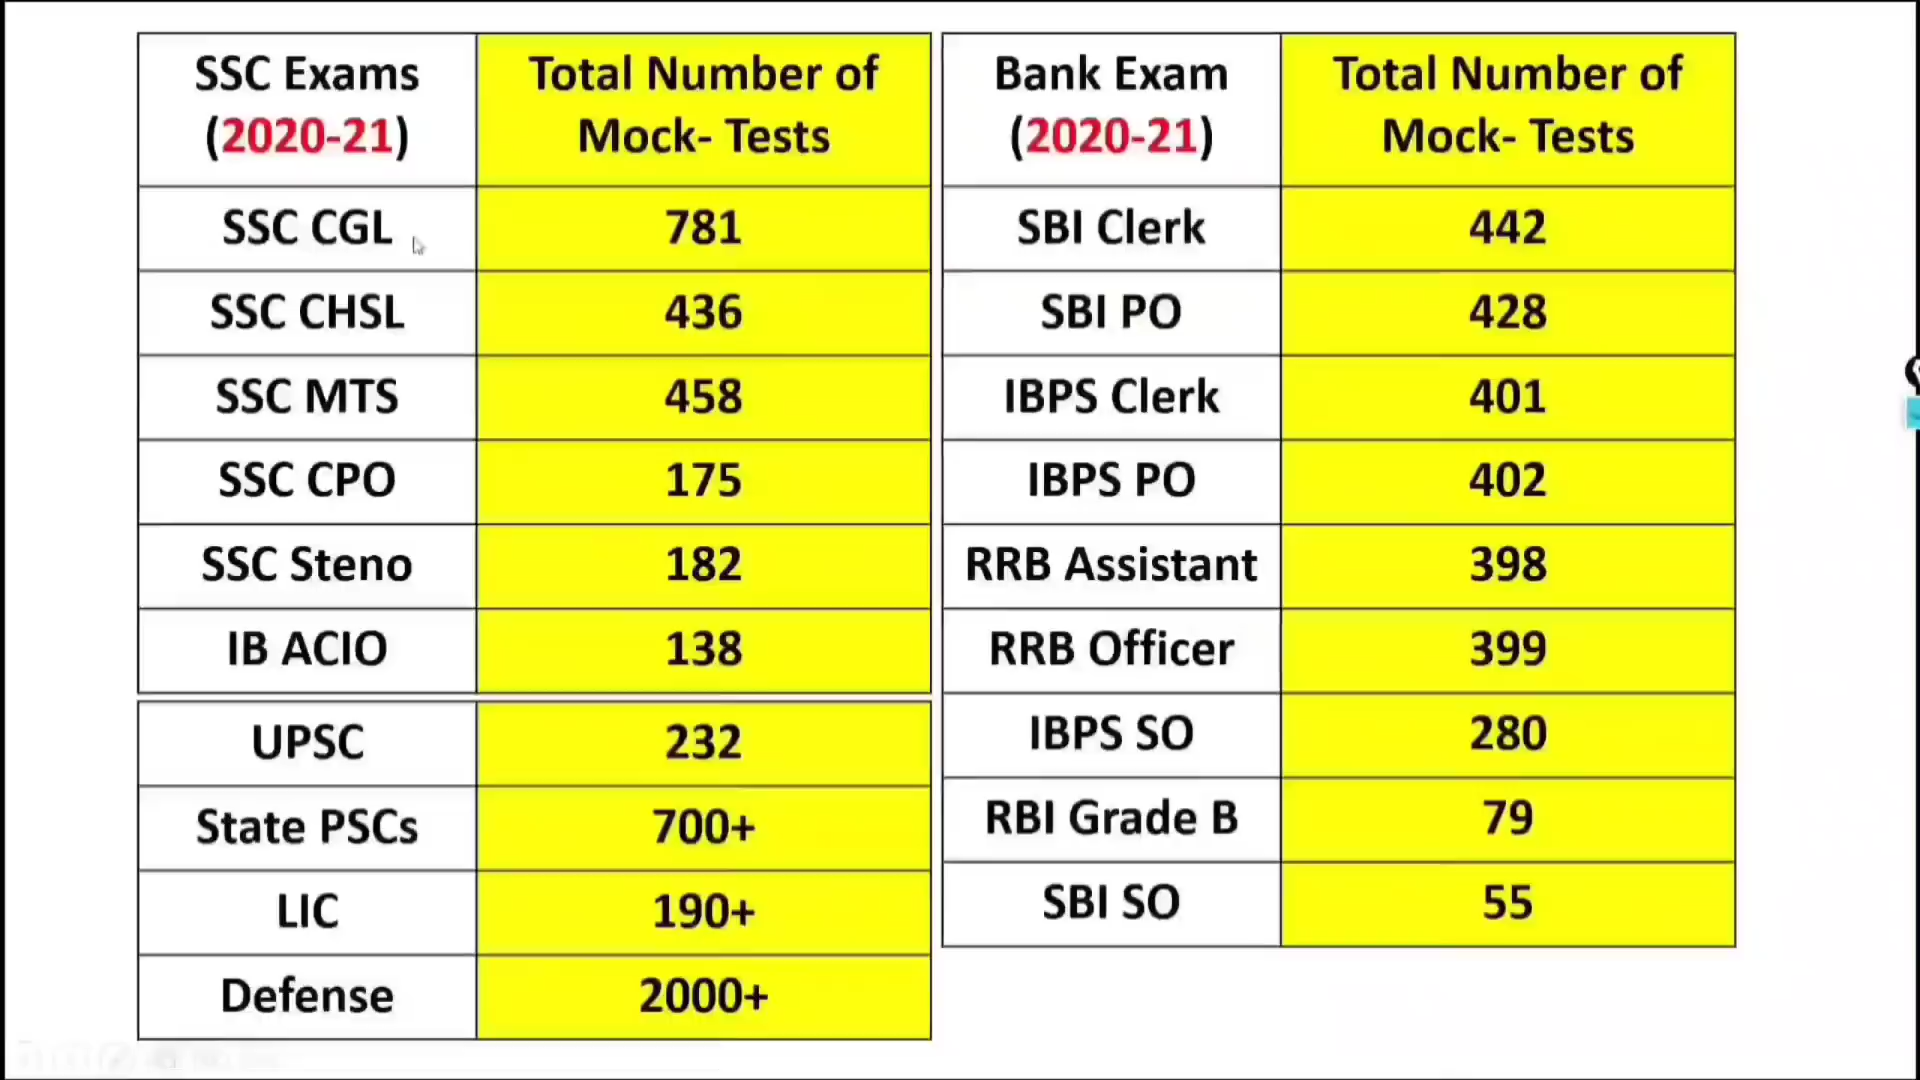 SSC Exams
(2020-21)
Total Number of
Mock- Tests
SSC CGL 781
SSC CHSL 436
SSC MTS 458
SSC CPO 175
SSC Steno 182
IB ACIO 138
UPSC 232
State PSCs 700+
LIC 190+
Defense 2000+
Bank Exam
(2020-21)
Total Number of
Mock- Tests
SBI Clerk 442
SBI PO 428
IBPS Clerk 401
IBPS PO 402
RRB Assistant 398
RRB Officer 399
IBPS SO 280
RBI Grade B 79
SBI SO 55